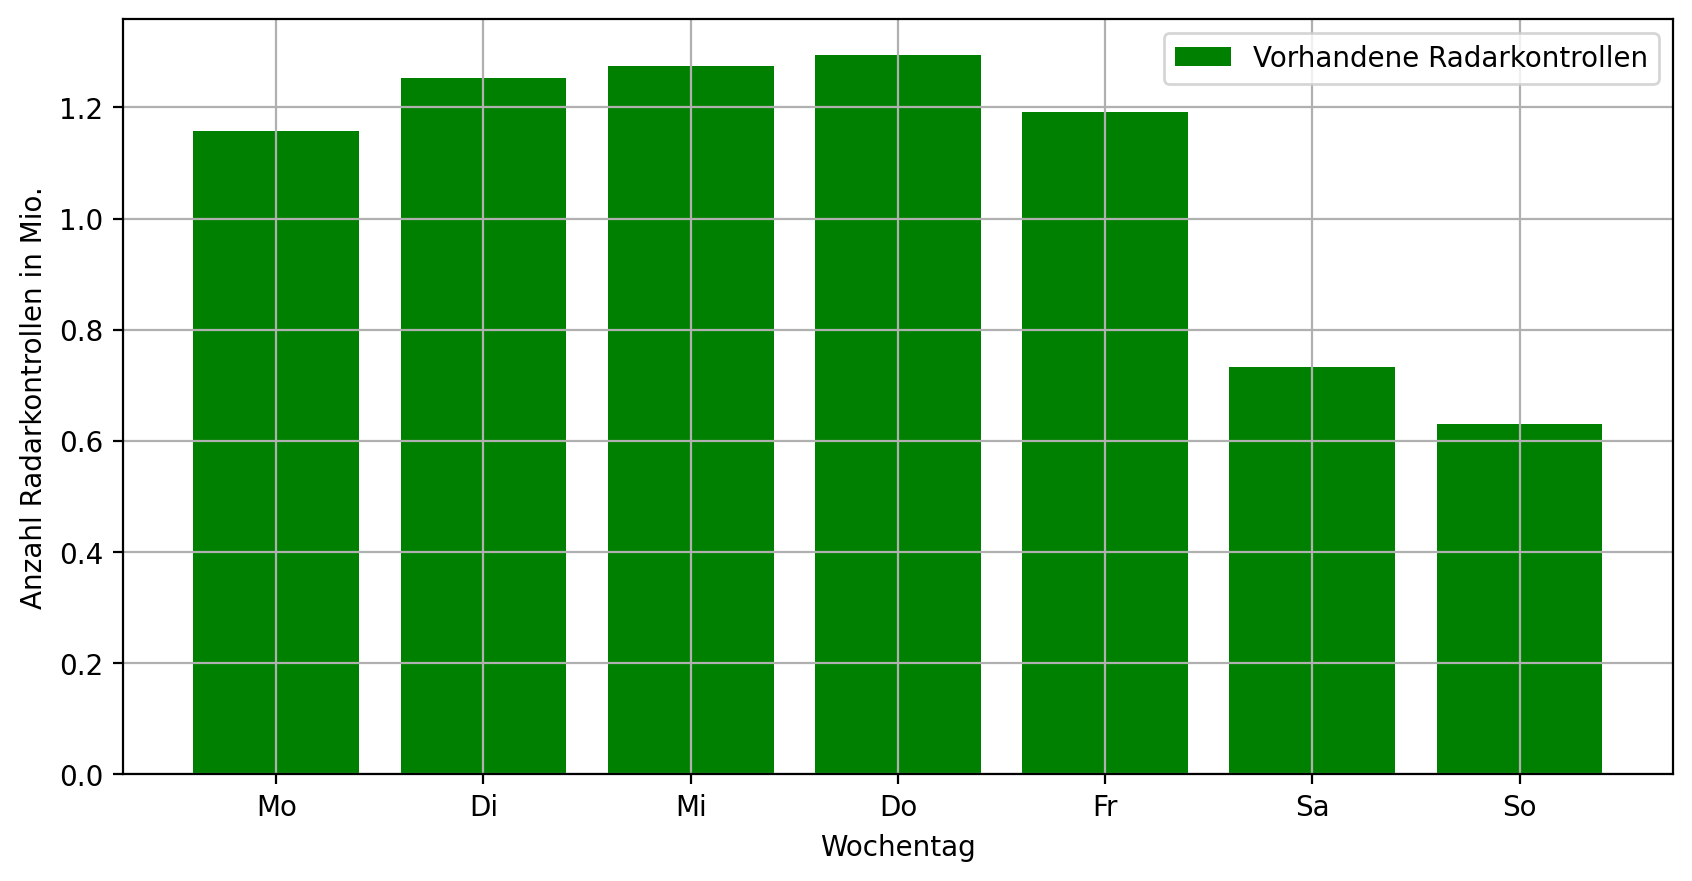 Vorhandene Radarkontrollen
Anzahl Radarkontrollen in Mio.
1.2
1.0
0.8
0.6
0.4
0.2
0.0
Mo Di Mi Do Fr Sa So
Wochentag